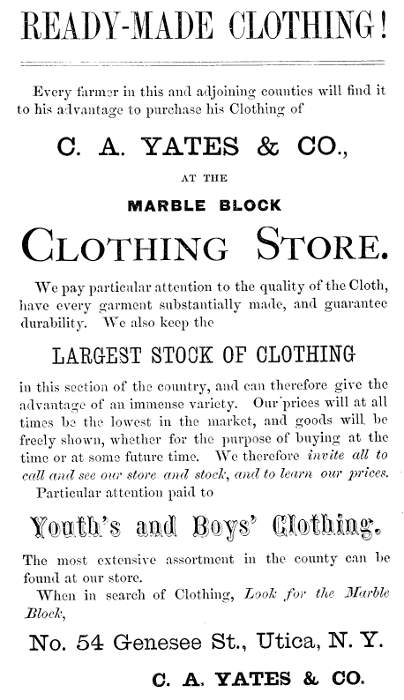 READY-MADE CLOTHING!
Every farmer in this and adjoining counties will find it
to his advantage to purchase his Clothing of
C. A. YATES & CO.,
AT THE
MARBLE BLOCK
CLOTHING STORE.
We pay particular attention to the quality of the Cloth,
have every garment substantially made, and guarantee
durability. We also keep the
LARGEST STOCK OF CLOTHING
in this section of the country, and can therefore give the
advantage of an immense variety. Our prices will at all
times be the lowest in the market, and goods will be
freely shown, whether for the purpose of buying at the
time or at some future time. We therefore invite all to
call and see our store and stock, and to learn our prices.
Particular attention paid to
Youth's and Boys' Clothing.
The most extensive assortment in the county can be
found at our store.
When in search of Clothing, Look for the Marble
Block,
No. 54 Genesee St., Utica, N. Y.
C. A. YATES & CO.